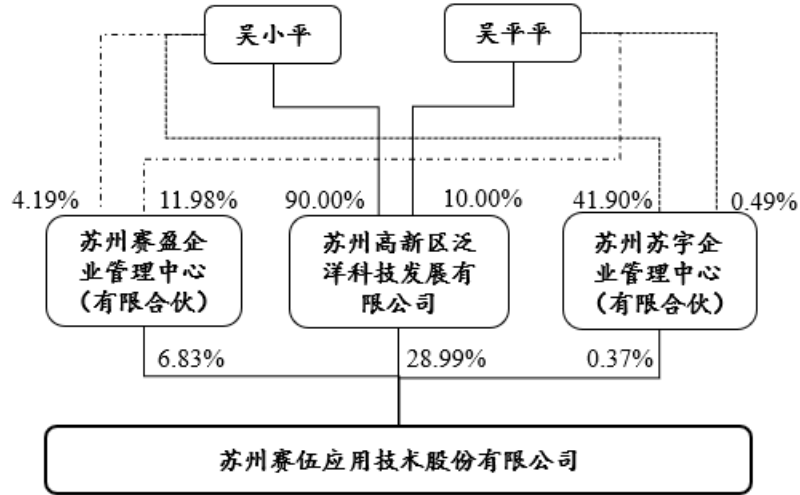 吴小平
吴平平
4.19%
11.98%
90.00%
10.00%
41.90%
0.49%
苏州赛盈企
业管理中心
（有限合伙）
苏州高新区泛
洋科技发展有
限公司
苏州苏宇企
业管理中心
（有限合伙）
6.83%
28.99%
0.37%
苏州赛伍应用技术股份有限公司